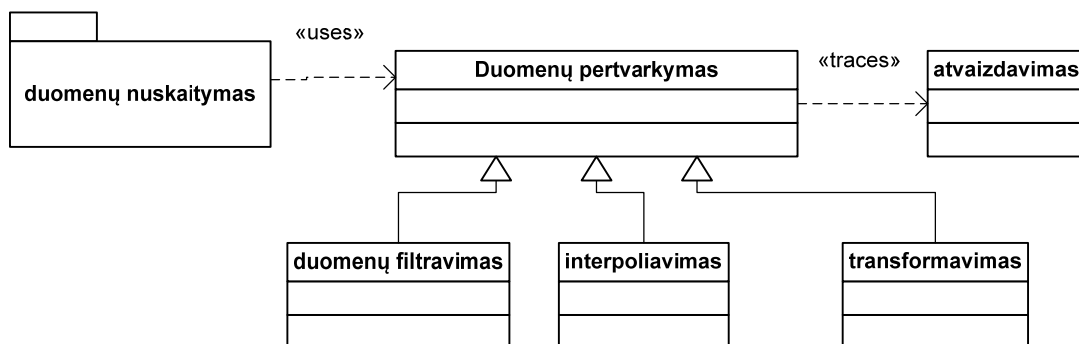 «uses»
duomenų nuskaitymas
Duomenų pertvarkymas
«traces»
atvaizdavimas
duomenų filtravimas
interpoliavimas
transformavimas